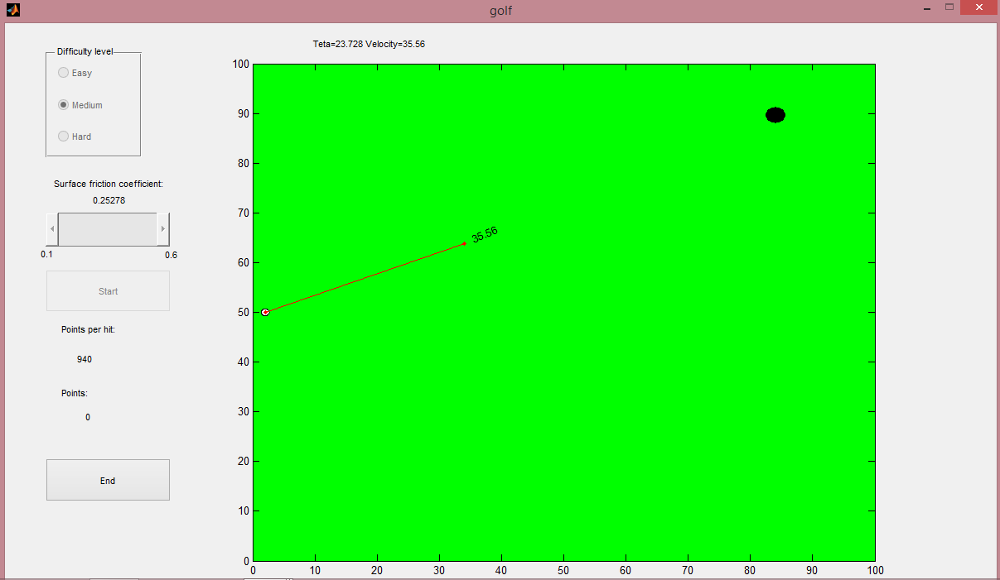 golf
Teta=23.728 Velocity=35.56
Difficulty level
Easy
Medium
Hard
Surface friction coefficient:
0.25278
0.1 0.6
Start
Points per hit:
940
Points:
0
End
100
90
80
70
60
50
40
30
20
10
0
35.56
0 10 20 30 40 50 60 70 80 90 100